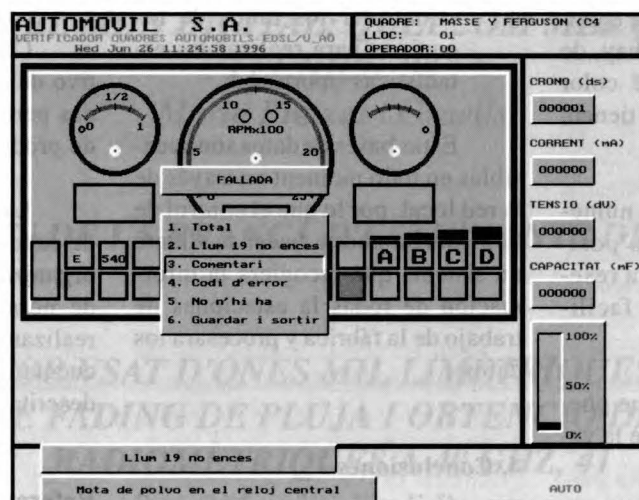 AUTOMOVIL S.A.
VERIFICADOR QUADRES AUTOMOBILS EDSL/V_AO
Wed Jun 26 11:24:58 1996
QUADRE: MASSE Y FERGUSON (C4
LLOC: 01
OPERADOR: 00
CRONO (ds)
000001
CORRENT (mA)
000000
TENSIO (dV)
000000
CAPACITAT (mF)
000000
100%
50%
0%
AUTO
0 1/2 1
5 10 15 20 25
RPMx100
0
FALLADA
1. Total
2. Llum 19 no ences
3. Comentari
4. Codi d'error
5. No n'hi ha
6. Guardar i sortir
E 540
A B C D
Llum 19 no ences
Mota de polvo en el reloj central